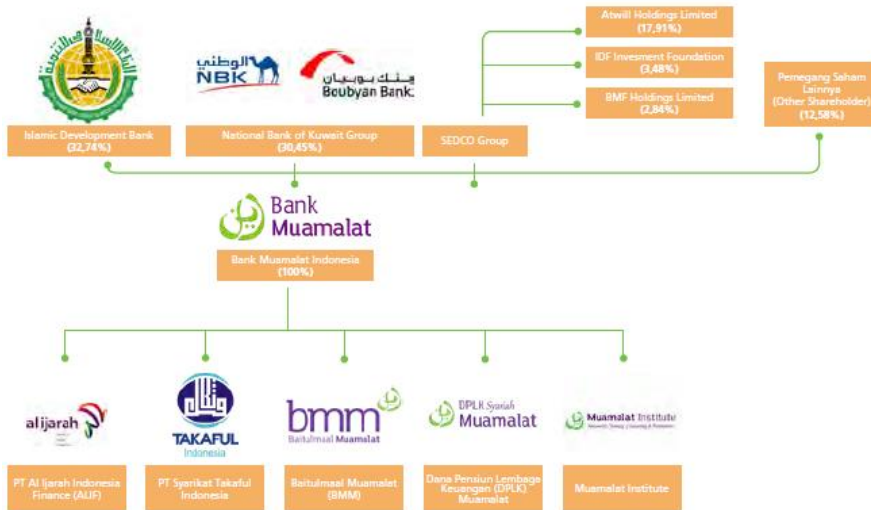 Atwill Holdings Limited
(17,91%)
IDF Invesment Foundation
(3,48%)
BMF Holdings Limited
(2,84%)
الوطني
NBK
بنك بوبيان
Boubyan Bank
Pemegang Saham
Lainnya
(Other Shareholder)
(12,58%)
Islamic Development Bank
(32,74%)
National Bank of Kuwait Group
(30,45%)
SEDCO Group
Bank
Muamalat
Bank Muamalat Indonesia
(100%)
alijarah
TAKAFUL
Indonesia
bmm
Baitulmaal Muamalat
DPLK Syariah
Muamalat
Muamalat Institute
PT Al Ijarah Indonesia
Finance (ALIF)
PT Syarikat Takaful
Indonesia
Baitulmaal Muamalat
(BMM)
Dana Pensiun Lembaga
Keuangan (DPLK)
Muamalat
Muamalat Institute